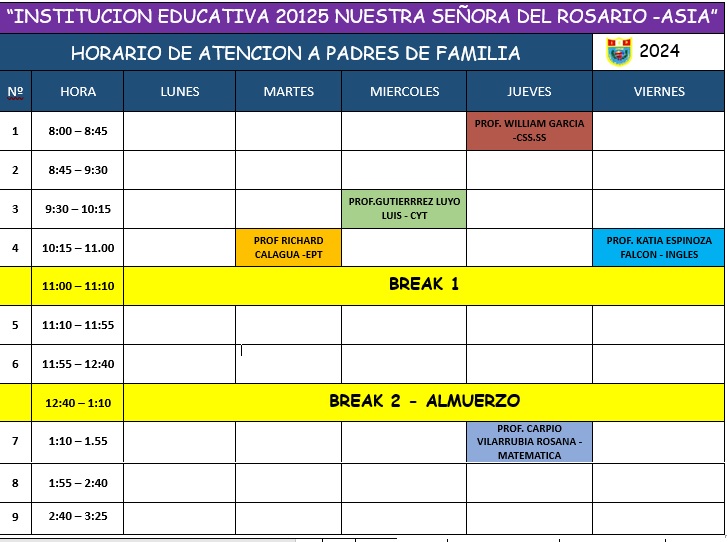 “INSTITUCION EDUCATIVA 20125 NUESTRA SEÑORA DEL ROSARIO -ASIA”
HORARIO DE ATENCION A PADRES DE FAMILIA
2024
Nº HORA LUNES MARTES MIERCOLES JUEVES VIERNES
1 8:00 – 8:45
PROF. WILLIAM GARCIA
-CSS.SS
2 8:45 – 9:30
3 9:30 – 10:15
PROF.GUTIERRREZ LUYO
LUIS - CYT
4 10:15 – 11.00
PROF RICHARD
CALAGUA -EPT
PROF. KATIA ESPINOZA
FALCON - INGLES
11:00 – 11:10 BREAK 1
5 11:10 – 11:55
6 11:55 – 12:40
12:40 – 1:10 BREAK 2 - ALMUERZO
7 1:10 – 1.55
PROF. CARPIO
VILARRUBIA ROSANA -
MATEMATICA
8 1:55 – 2:40
9 2:40 – 3:25